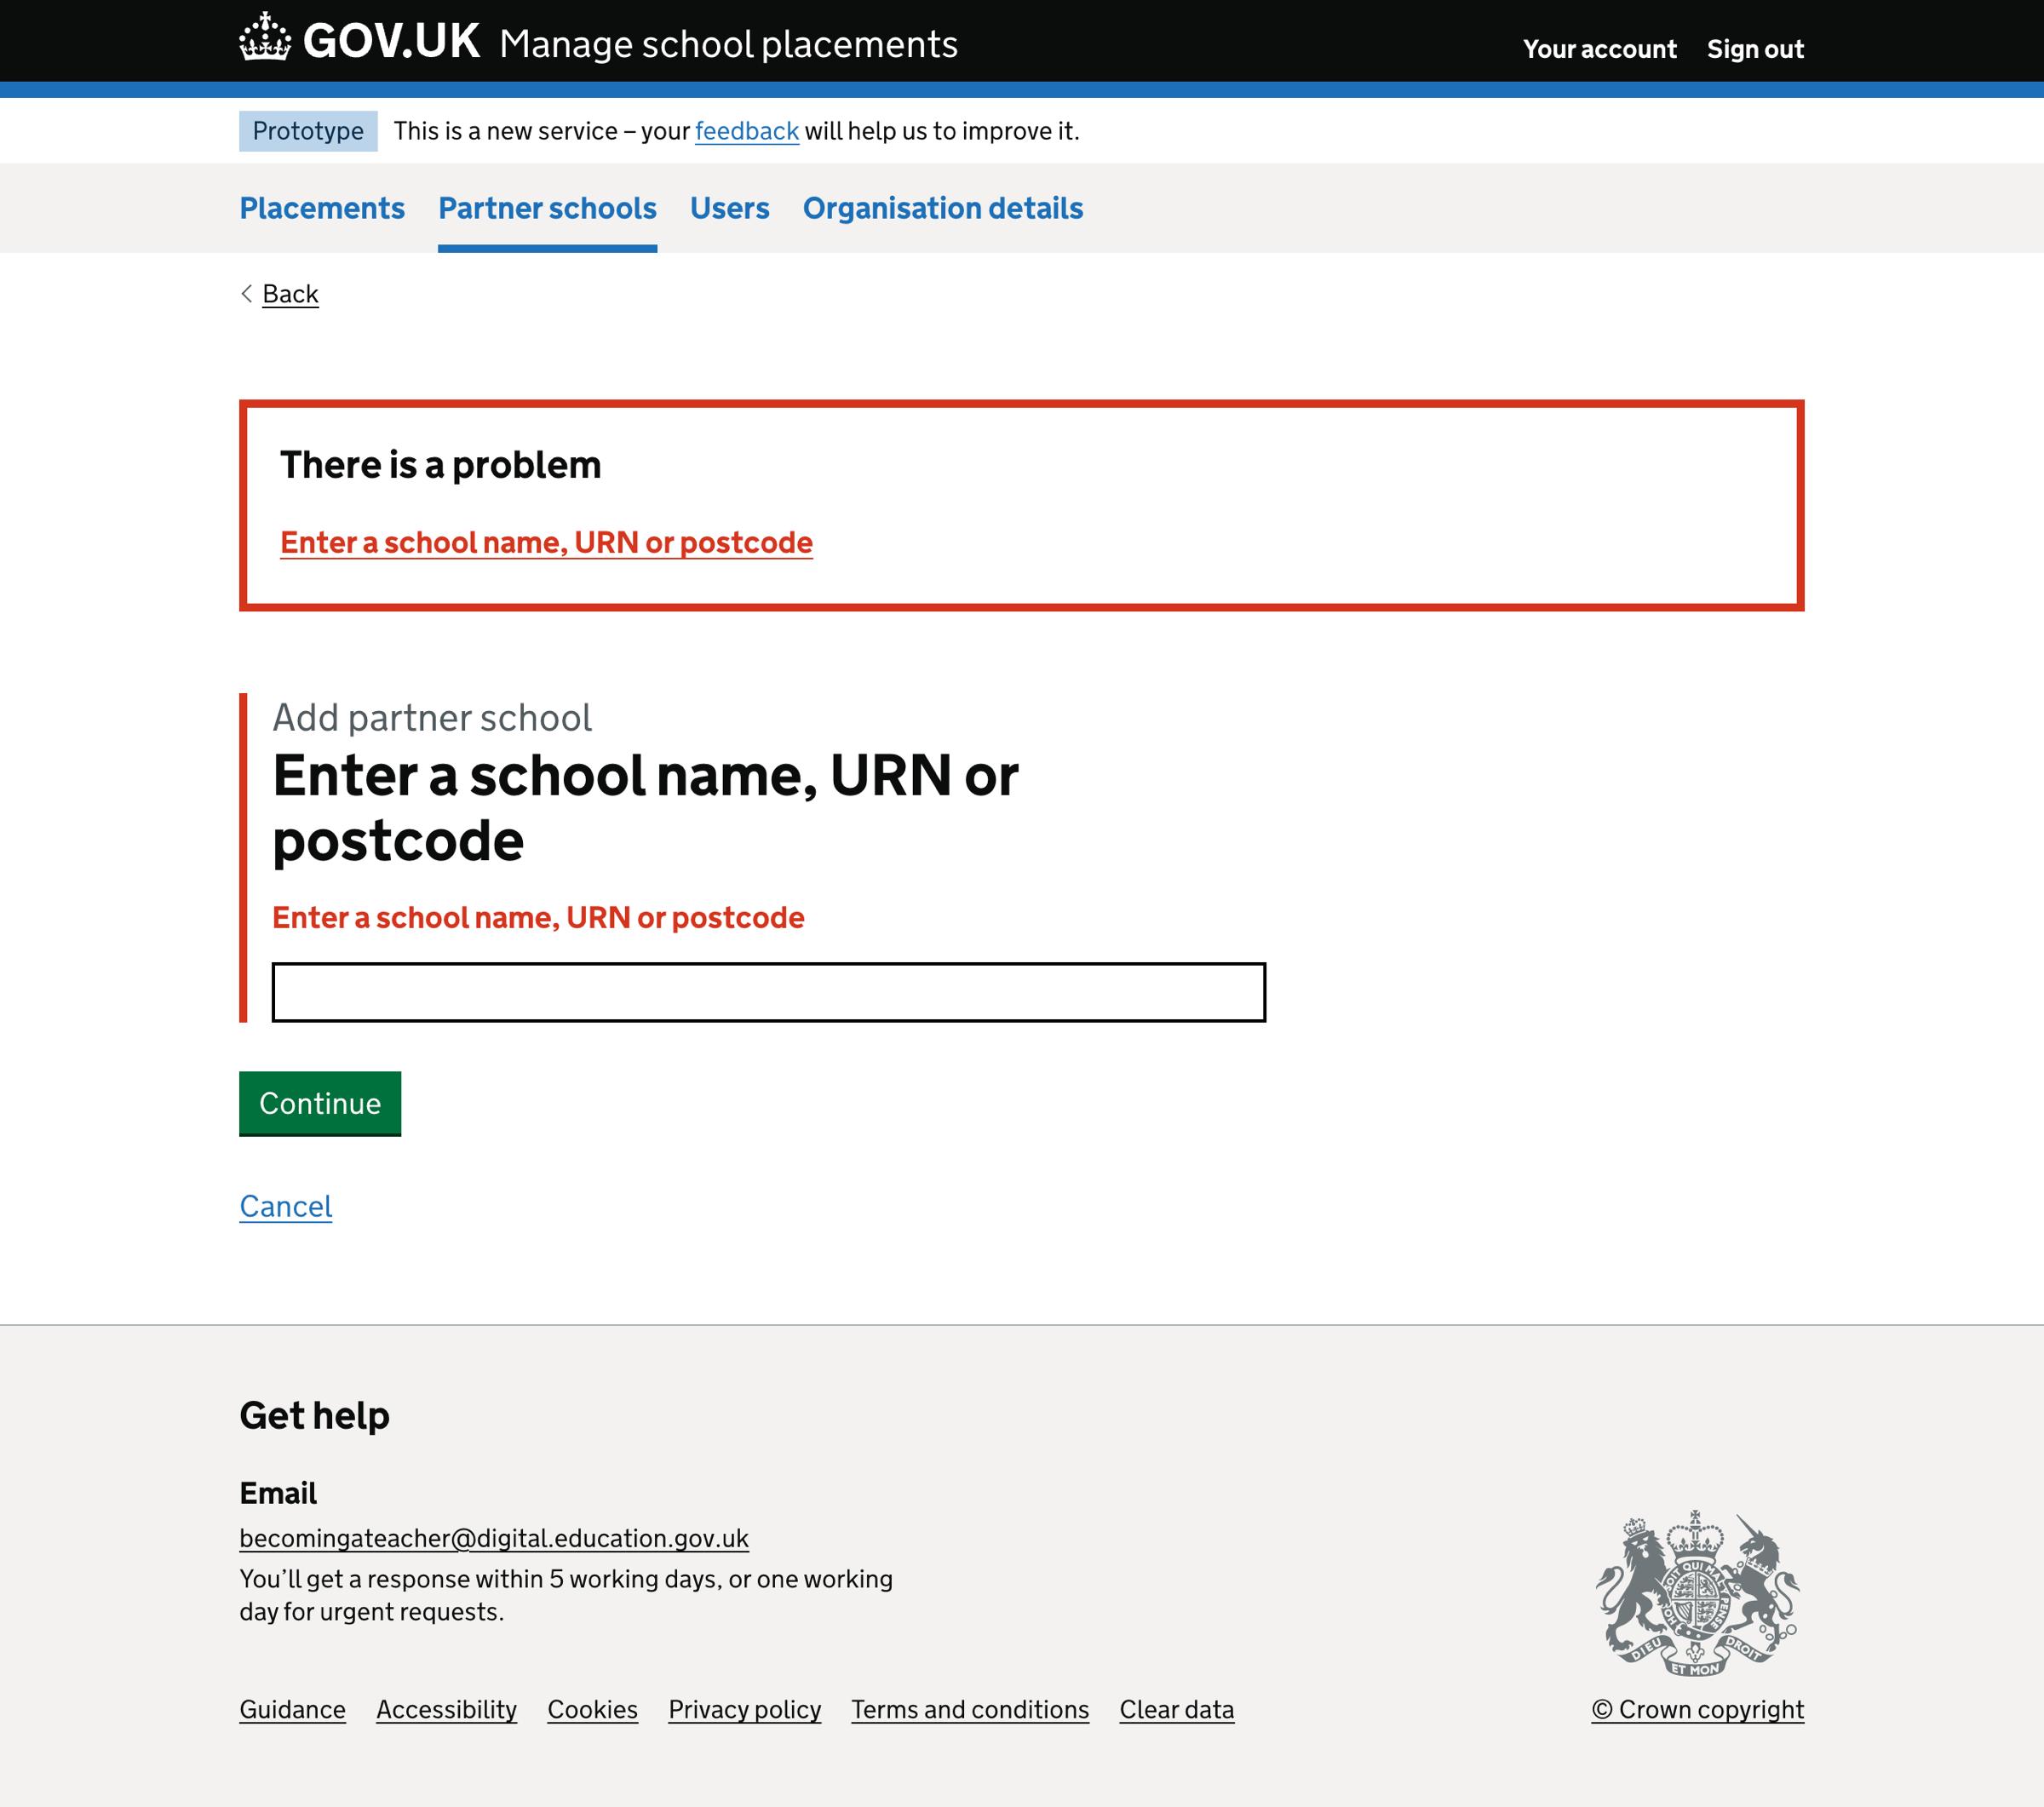 GOV.UK Manage school placements
Your account Sign out
Prototype This is a new service – your feedback will help us to improve it.
Placements Partner schools Users Organisation details
Back
There is a problem
Enter a school name, URN or postcode
Add partner school
Enter a school name, URN or
postcode
Enter a school name, URN or postcode
Continue
Cancel
Get help
Email
becomingateacher@digital.education.gov.uk
You’ll get a response within 5 working days, or one working
day for urgent requests.
DIEU ET MON DROIT
Guidance Accessibility Cookies Privacy policy Terms and conditions Clear data
© Crown copyright